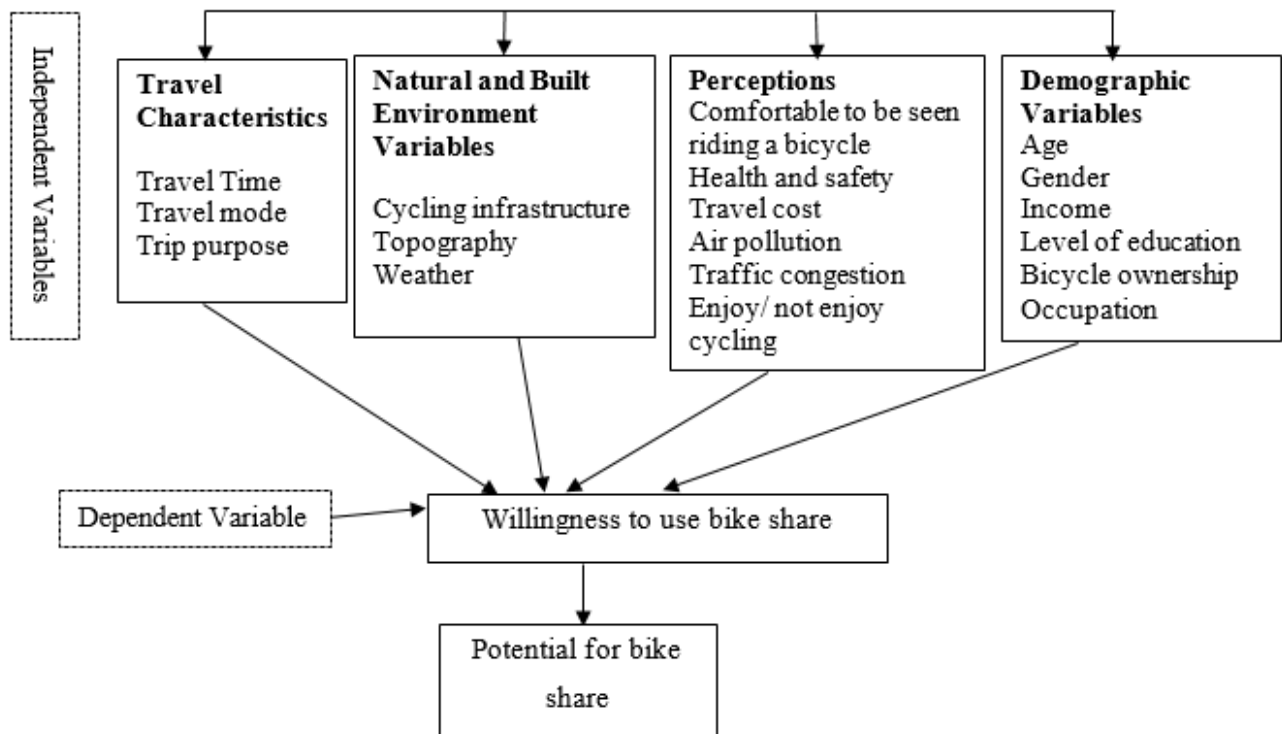 Independent Variables
Travel
Characteristics
Travel Time
Travel mode
Trip purpose
Natural and Built
Environment
Variables
Cycling infrastructure
Topography
Weather
Perceptions
Comfortable to be seen
riding a bicycle
Health and safety
Travel cost
Air pollution
Traffic congestion
Enjoy/ not enjoy
cycling
Demographic
Variables
Age
Gender
Income
Level of education
Bicycle ownership
Occupation
Dependent Variable
Willingness to use bike share
Potential for bike
share